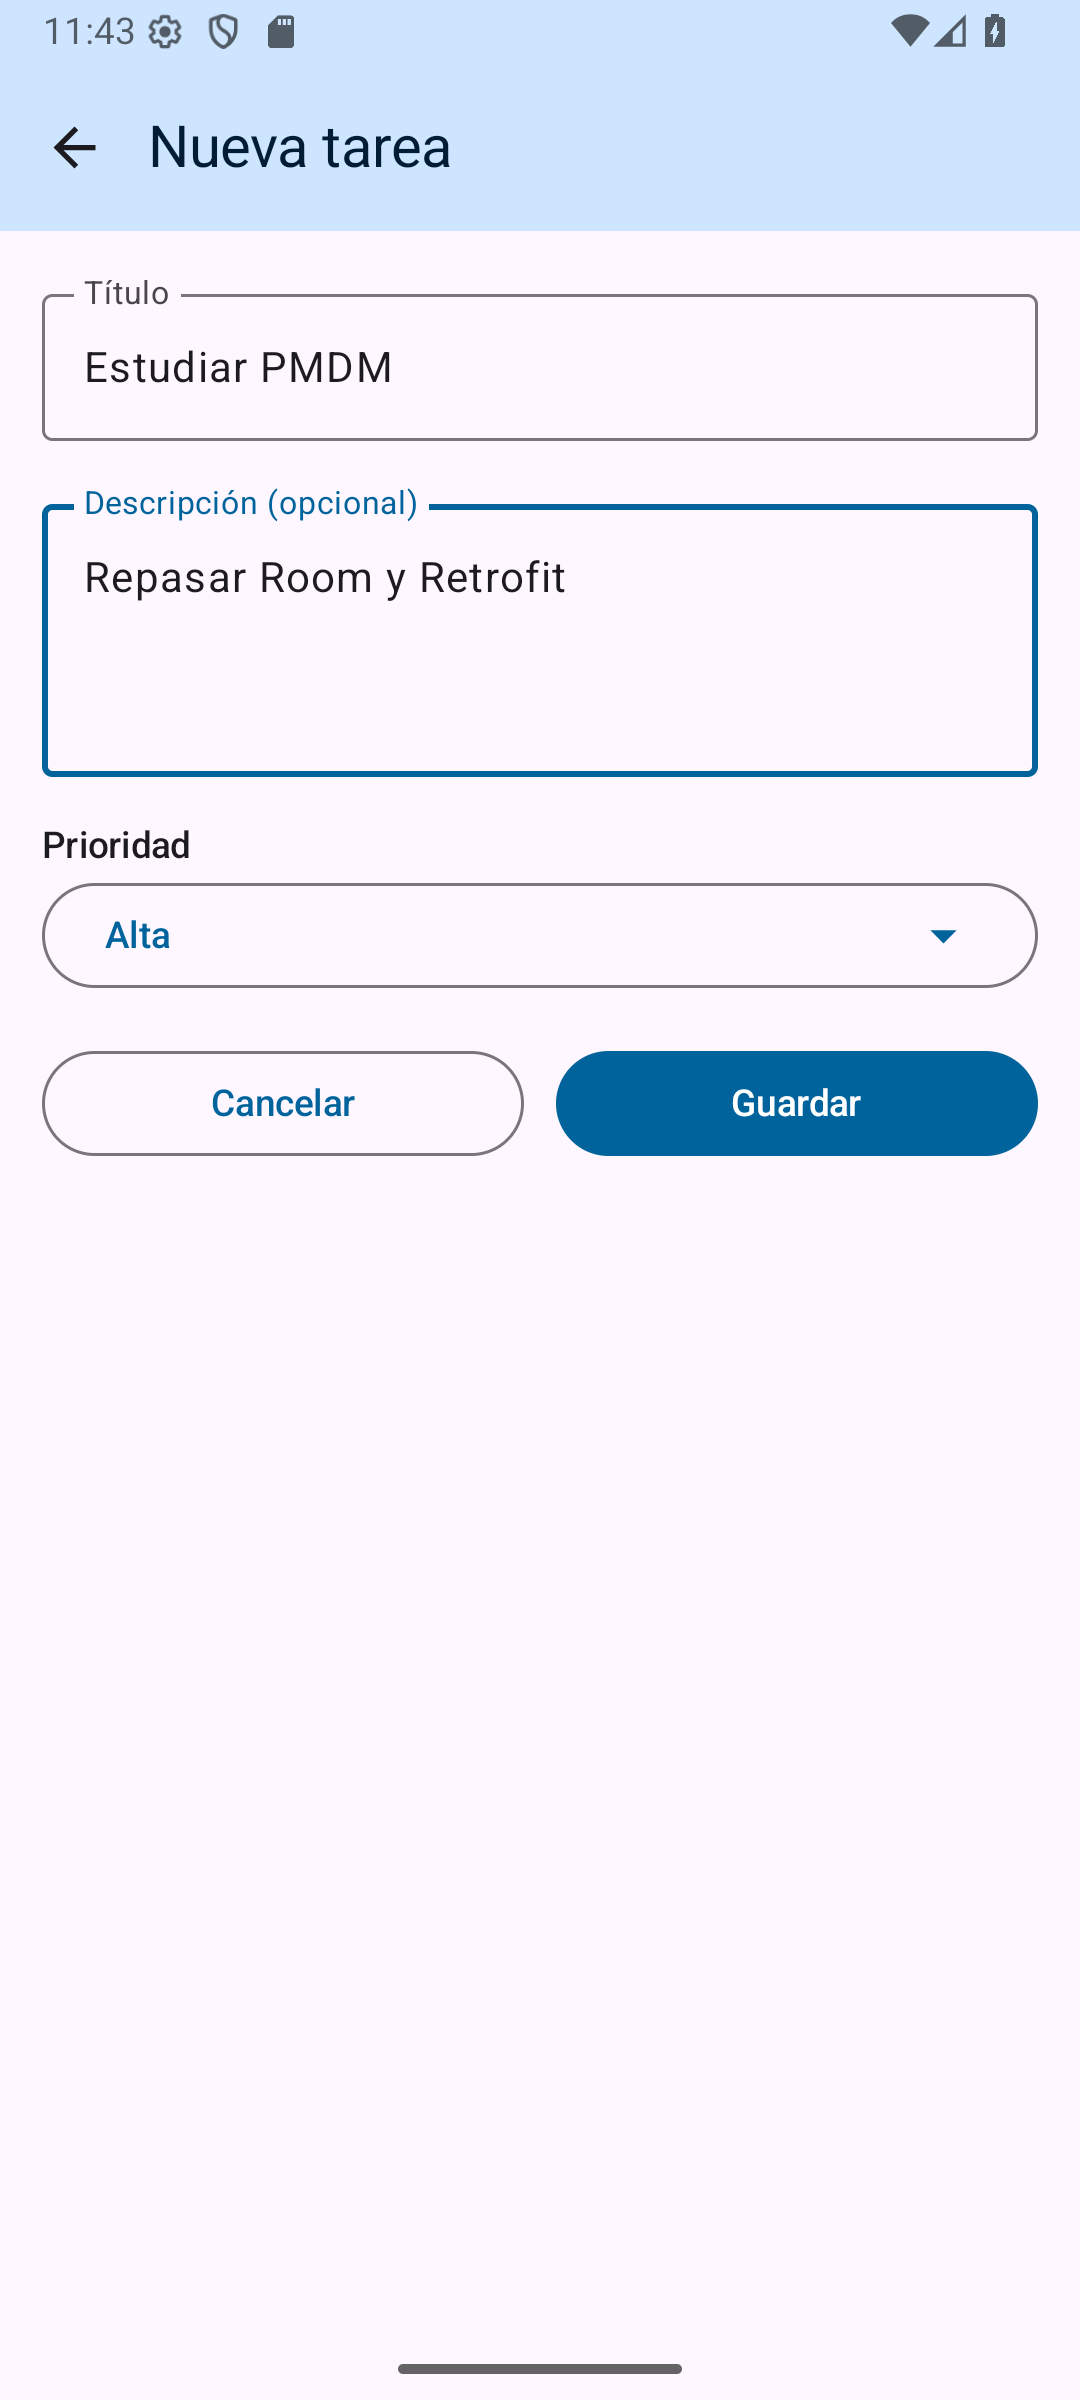 11:43
Nueva tarea
Título
Estudiar PMDM
Descripción (opcional)
Repasar Room y Retrofit
Prioridad
Alta
Cancelar
Guardar